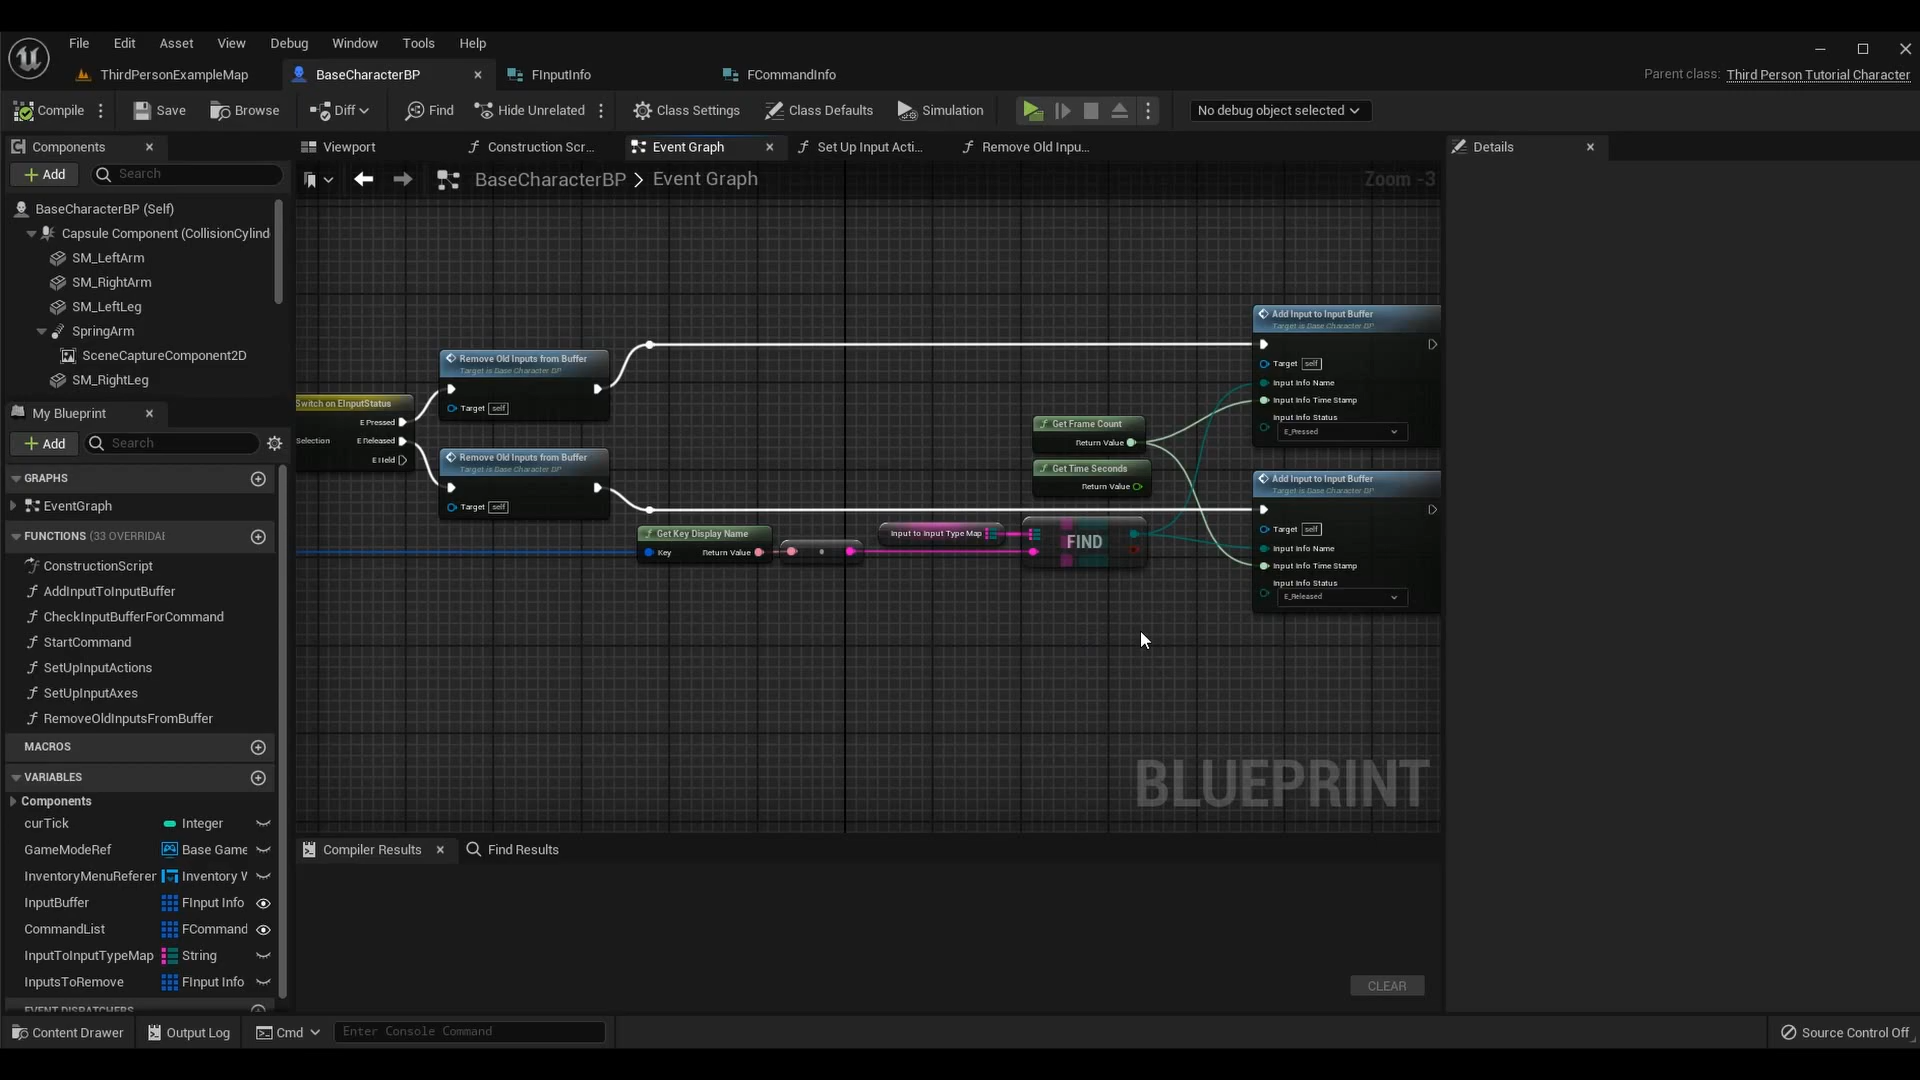 File Edit Asset View Debug Window Tools Help
ThirdPersonExampleMap BaseCharacterBP FInputInfo FCommandInfo Parent class: Third Person Tutorial Character
Compile Save Browse Diff Find Hide Unrelated Class Settings Class Defaults Simulation No debug object selected
Components Viewport Construction Scr... Event Graph Set Up Input Acti... Remove Old Inpu... Details
Add Search
BaseCharacterBP > Event Graph Zoom -3
BaseCharacterBP (Self)
Capsule Component (CollisionCylind
SM_LeftArm
SM_RightArm
SM_LeftLeg
SpringArm
SceneCaptureComponent2D
SM_RightLeg
My Blueprint
Add Search
GRAPHS
EventGraph
FUNCTIONS (33 OVERRIDAB
ConstructionScript
AddInputToInputBuffer
CheckInputBufferForCommand
StartCommand
SetUpInputActions
SetUpInputAxes
RemoveOldInputsFromBuffer
MACROS
VARIABLES
Components
curTick Integer
GameModeRef Base Game
InventoryMenuReferer Inventory W
InputBuffer FInput Info
CommandList FCommand
InputToInputTypeMap String
InputsToRemove FInput Info
EVENT DISPATCHERS
Switch on EInputStatus
E Pressed
Selection E Released
E Held
Remove Old Inputs from Buffer
Target is Base Character BP
Target self
Remove Old Inputs from Buffer
Target is Base Character BP
Target self
Get Key Display Name
Key Return Value
Input to Input Type Map
FIND
Get Frame Count
Return Value
Get Time Seconds
Return Value
Add Input to Input Buffer
Target is Base Character BP
Target self
Input Info Name
Input Info Time Stamp
Input Info Status
E_Pressed
Add Input to Input Buffer
Target is Base Character BP
Target self
Input Info Name
Input Info Time Stamp
Input Info Status
E_Released
BLUEPRINT
Compiler Results Find Results
CLEAR
Content Drawer Output Log Cmd Enter Console Command Source Control Off